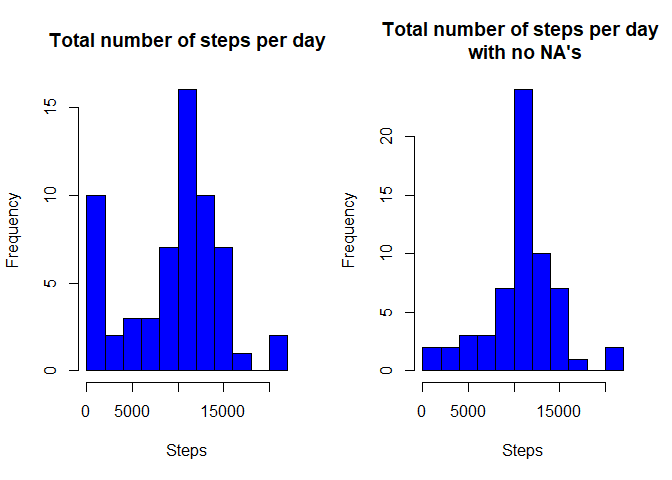 Total number of steps per day
Frequency
15
10
5
0
0 5000 15000
Steps
Total number of steps per day
with no NA's
Frequency
20
15
10
5
0
0 5000 15000
Steps